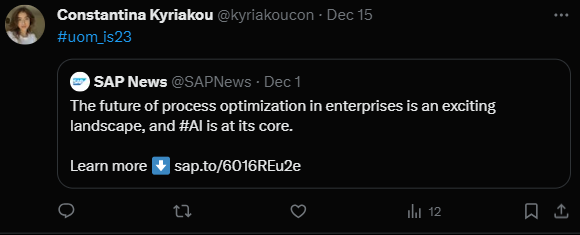 Constantina Kyriakou @kyriakoucon · Dec 15
#uom_is23
SAP News @SAPNews · Dec 1
The future of process optimization in enterprises is an exciting
landscape, and #AI is at its core.
Learn more ⬇️ sap.to/6016REu2e
12